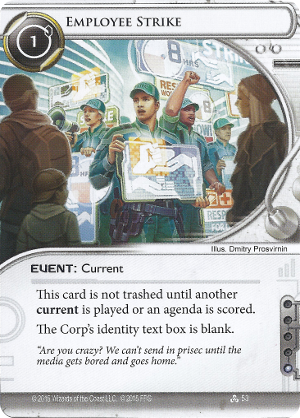 1
EMPLOYEE STRIKE
8
Illus. Dmitry Prosvirnin
EVENT: Current
This card is not trashed until another
current is played or an agenda is scored.
The Corp's identity text box is blank.
“Are you crazy? We can't send in prisec until the
media gets bored and goes home.”
© 2015 Wizards of the Coast LLC. © 2015 FFG
53